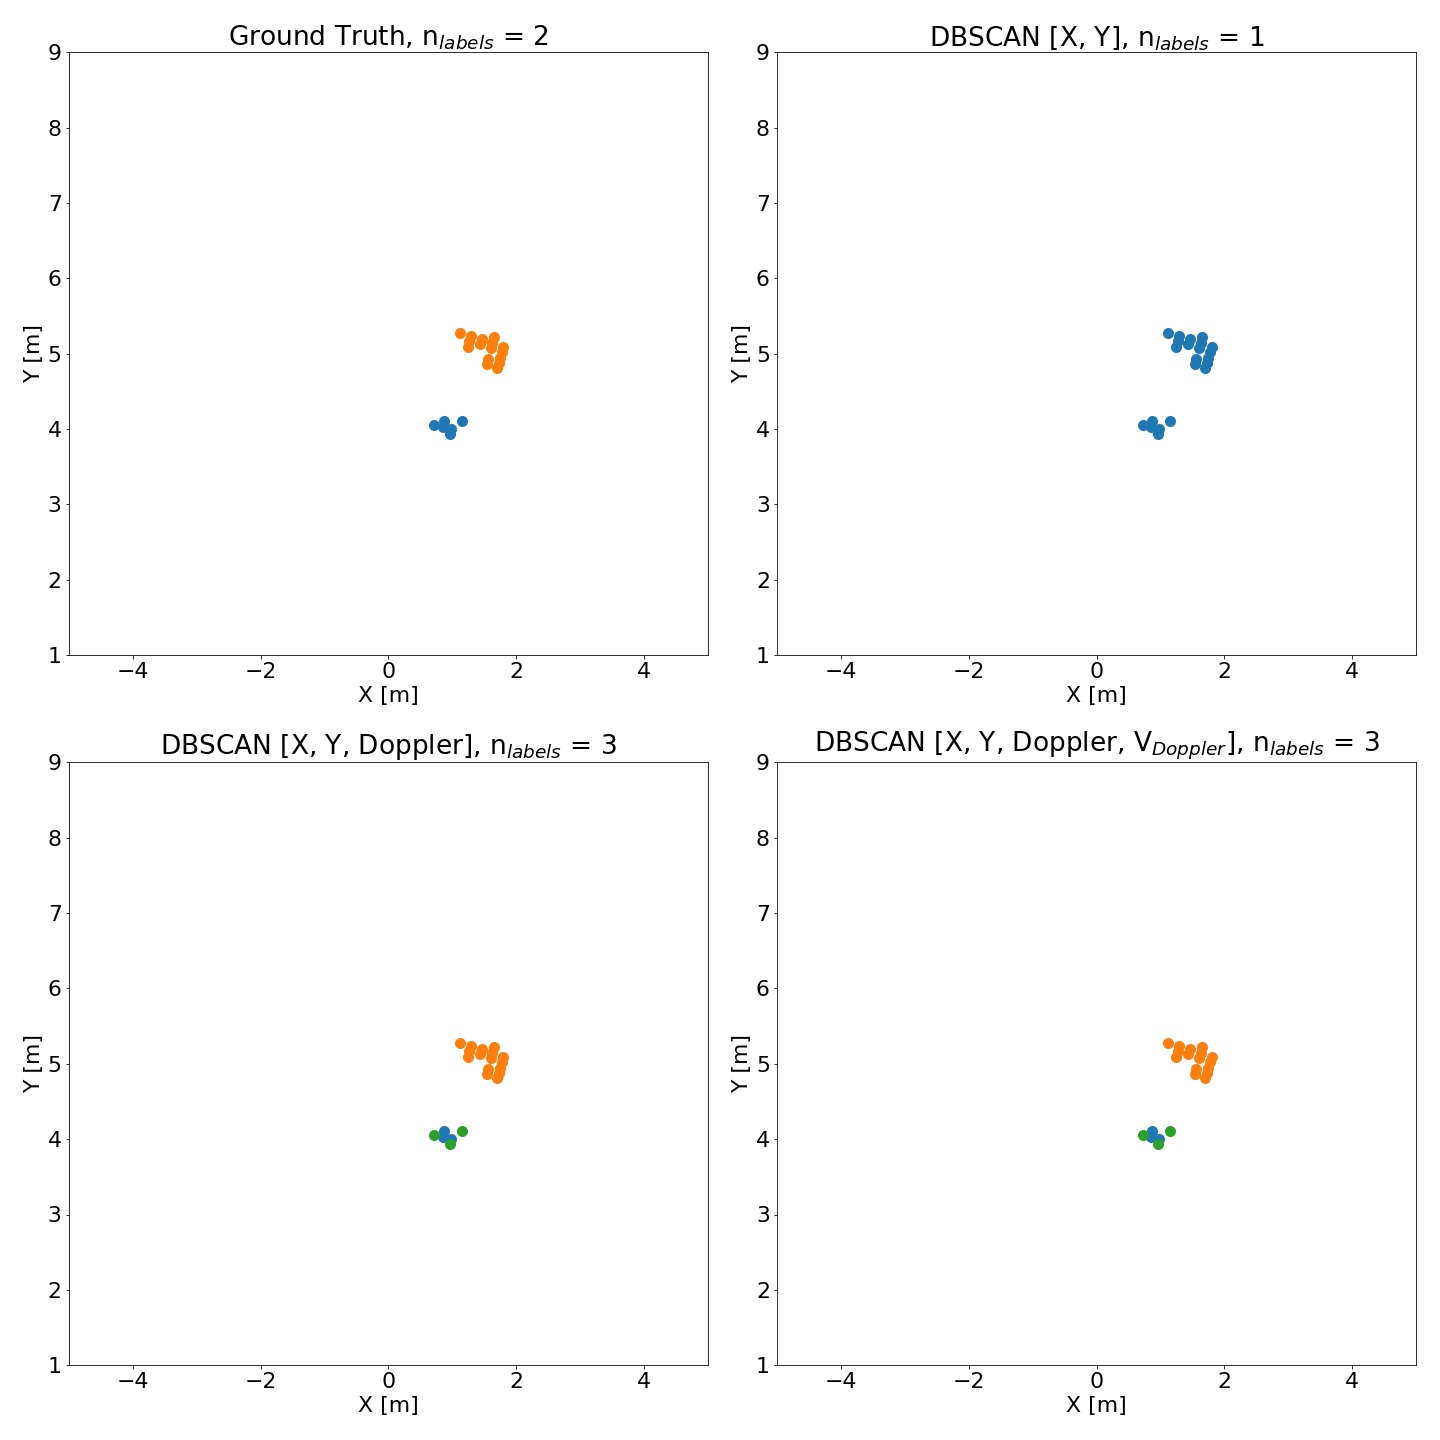 Ground Truth, n_labels = 2
9
8
7
6
5
4
3
2
1
Y [m]
−4 −2 0 2 4
X [m]
DBSCAN [X, Y], n_labels = 1
9
8
7
6
5
4
3
2
1
Y [m]
−4 −2 0 2 4
X [m]
DBSCAN [X, Y, Doppler], n_labels = 3
9
8
7
6
5
4
3
2
1
Y [m]
−4 −2 0 2 4
X [m]
DBSCAN [X, Y, Doppler, V_Doppler], n_labels = 3
9
8
7
6
5
4
3
2
1
Y [m]
−4 −2 0 2 4
X [m]